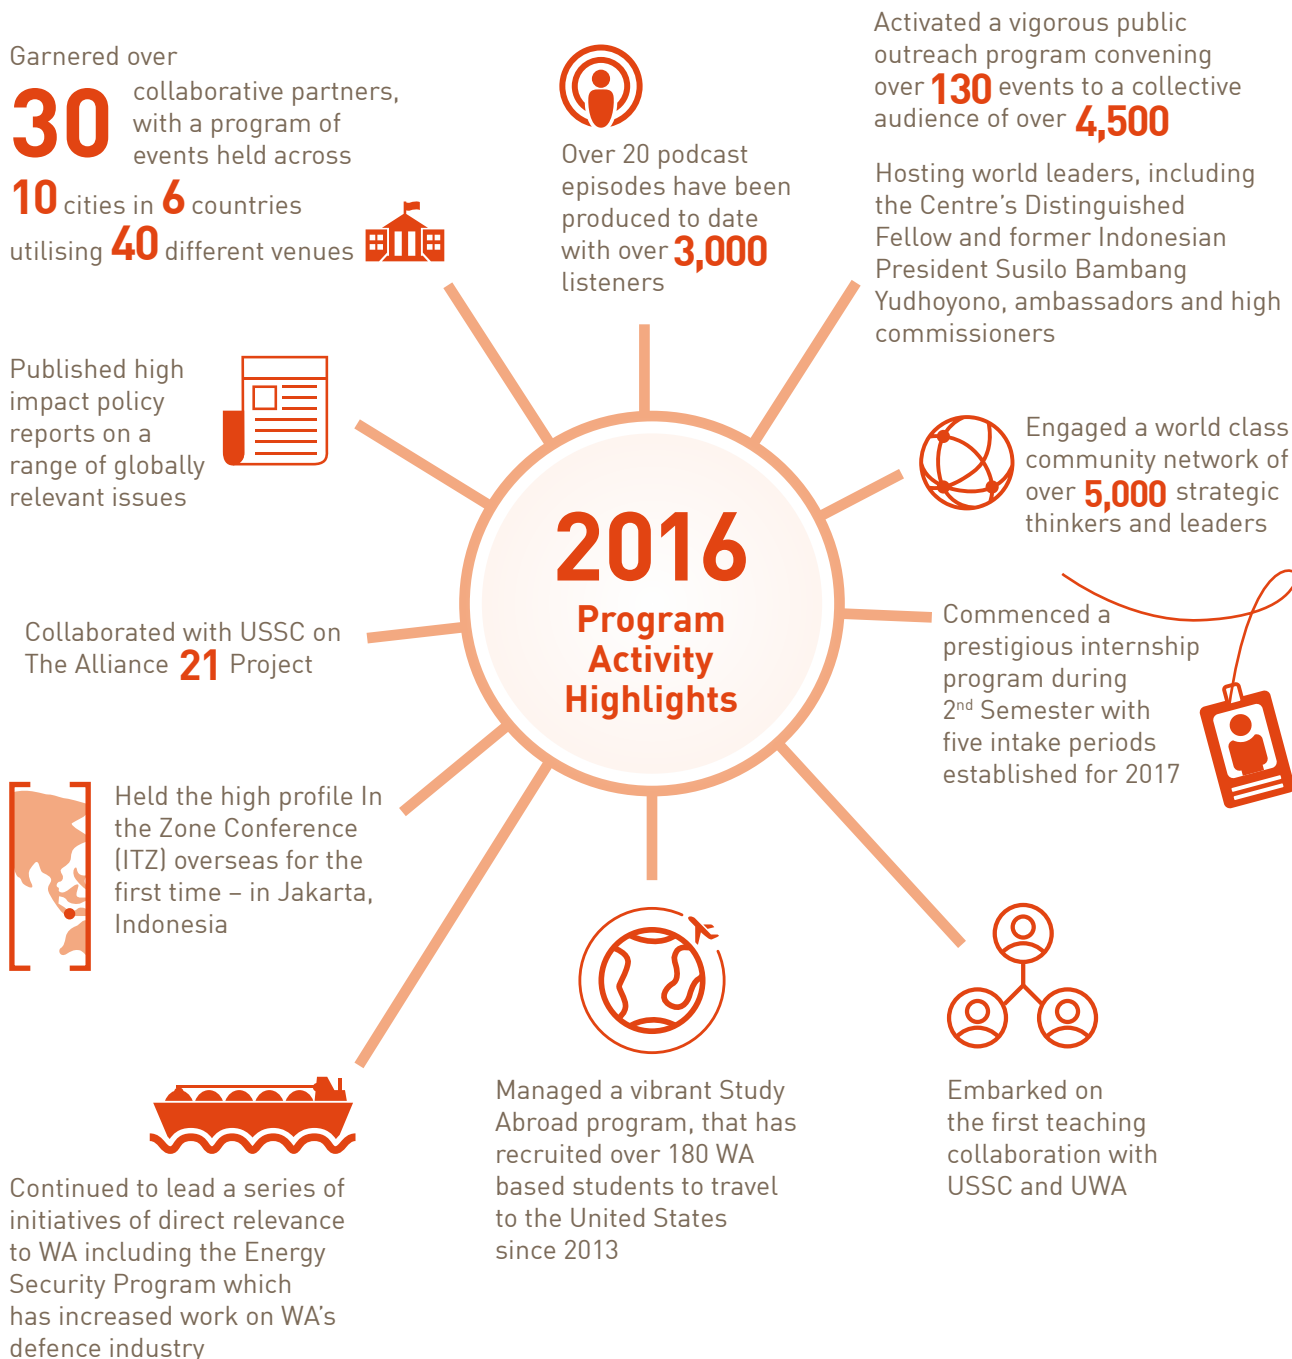 Garnered over
30 collaborative partners,
with a program of
events held across
10 cities in 6 countries
utilising 40 different venues
Over 20 podcast
episodes have been
produced to date
with over 3,000
listeners
Activated a vigorous public
outreach program convening
over 130 events to a collective
audience of over 4,500
Hosting world leaders, including
the Centre's Distinguished
Fellow and former Indonesian
President Susilo Bambang
Yudhoyono, ambassadors and high
commissioners
Published high
impact policy
reports on a
range of globally
relevant issues
Engaged a world class
community network of
over 5,000 strategic
thinkers and leaders
2016
Program
Activity
Highlights
Collaborated with USSC on
The Alliance 21 Project
Commenced a
prestigious internship
program during
2nd Semester with
five intake periods
established for 2017
Held the high profile In
the Zone Conference
(ITZ) overseas for the
first time – in Jakarta,
Indonesia
Continued to lead a series of
initiatives of direct relevance
to WA including the Energy
Security Program which
has increased work on WA's
defence industry
Managed a vibrant Study
Abroad program, that has
recruited over 180 WA
based students to travel
to the United States
since 2013
Embarked on
the first teaching
collaboration with
USSC and UWA